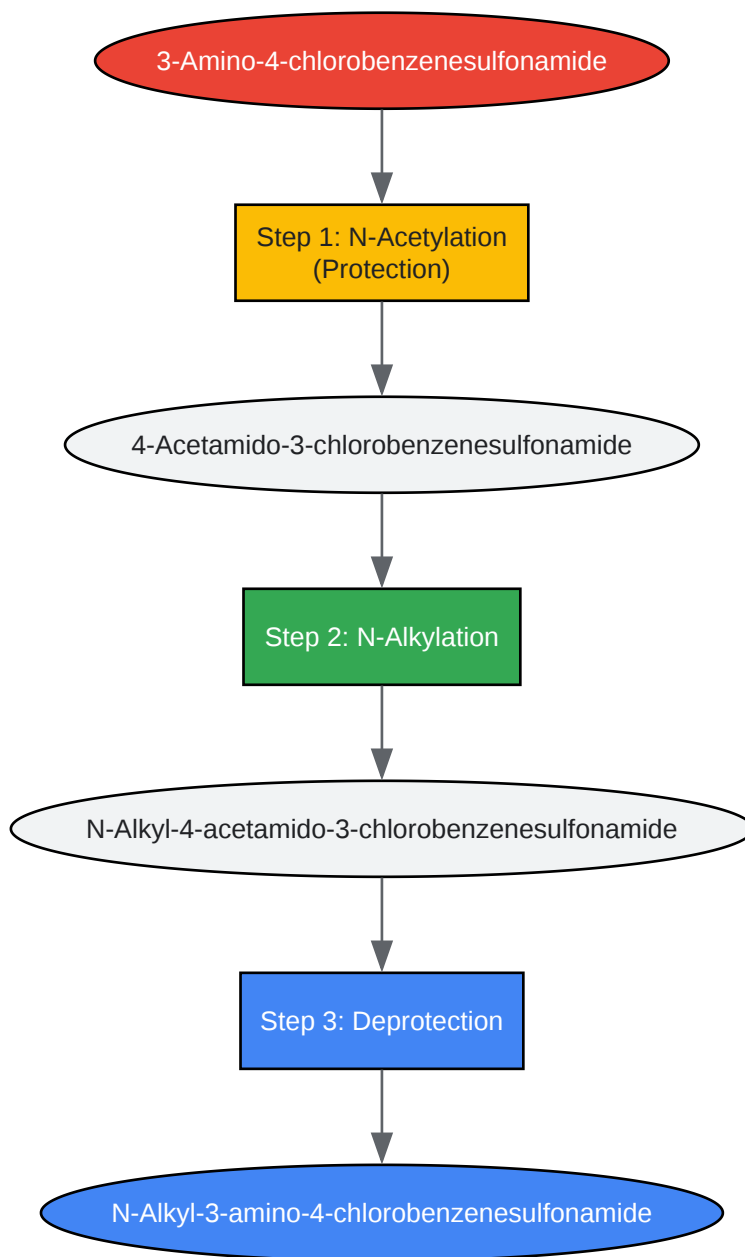 3-Amino-4-chlorobenzenesulfonamide
Step 1: N-Acetylation
(Protection)
4-Acetamido-3-chlorobenzenesulfonamide
Step 2: N-Alkylation
N-Alkyl-4-acetamido-3-chlorobenzenesulfonamide
Step 3: Deprotection
N-Alkyl-3-amino-4-chlorobenzenesulfonamide